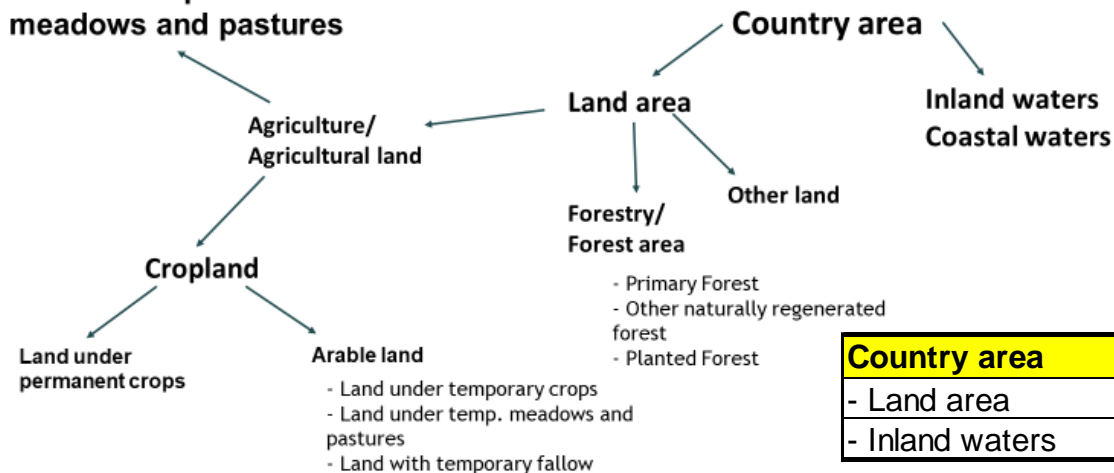 meadows and pastures
Country area
Land area
Inland waters
Coastal waters
Agriculture/
Agricultural land
Other land
Forestry/
Forest area
- Primary Forest
- Other naturally regenerated
forest
- Planted Forest
Cropland
Land under
permanent crops
Arable land
- Land under temporary crops
- Land under temp. meadows and
pastures
- Land with temporary fallow
Country area
- Land area
- Inland waters